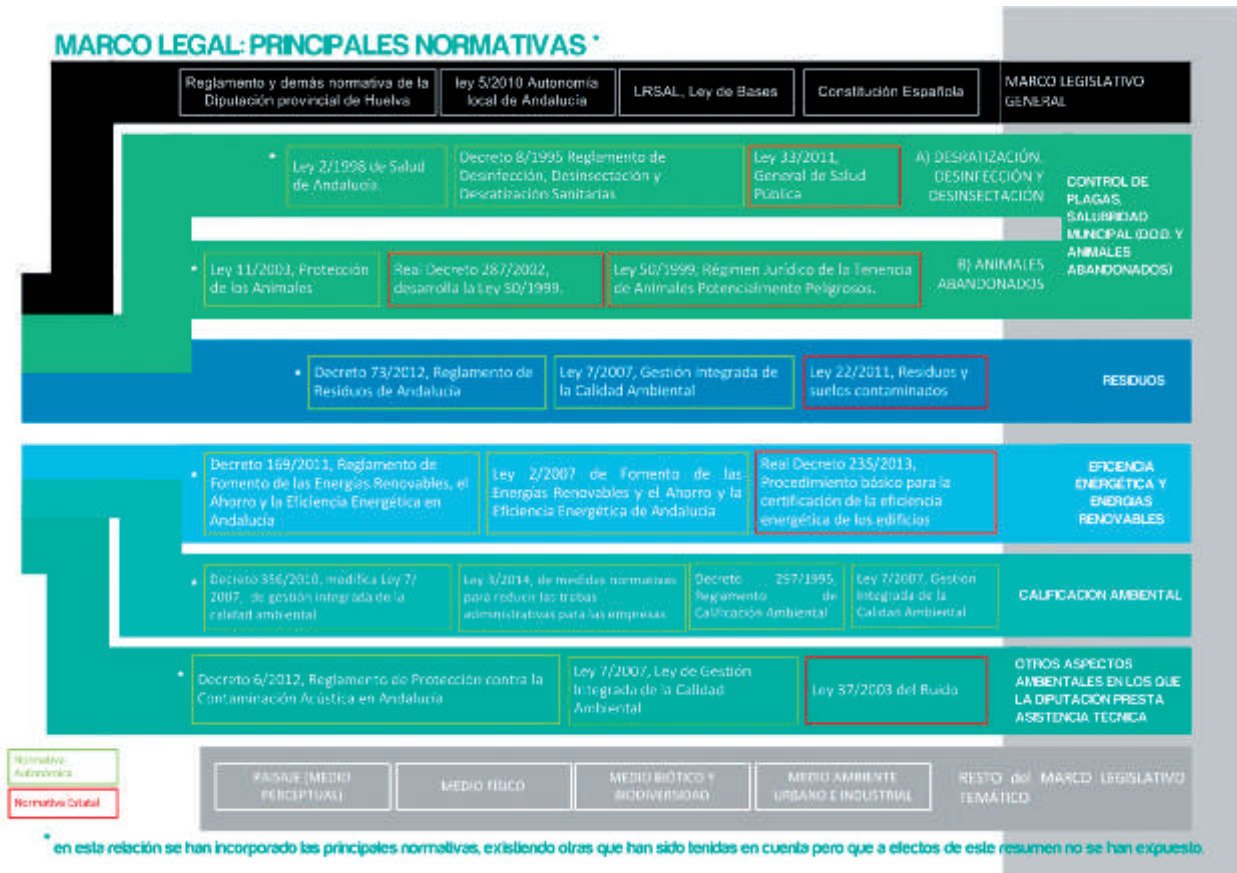 MARCO LEGAL: PRINCIPALES NORMATIVAS *
Reglamento y demás normativa de la
Diputación provincial de Huelva
ley 5/2010 Autonomía
local de Andalucía
LRSAL, Ley de Bases
Constitución Española
MARCO LEGISLATIVO
GENERAL
* Ley 2/1998 de Salud
de Andalucía.
Decreto 8/1995 Reglamento de
Desinfección, Desinsectación y
Desratización Sanitarias
Ley 33/2011,
General de Salud
Pública
A) DESRATIZACIÓN,
DESINFECCIÓN Y
DESINSECTACIÓN
CONTROL DE
PLAGAS,
SALUBRIDAD
MUNICIPAL (D.D.D. Y
ANIMALES
ABANDONADOS)
* Ley 11/2003, Protección
de los Animales
Real Decreto 287/2002,
desarrolla la Ley 50/1999.
Ley 50/1999, Régimen Jurídico de la Tenencia
de Animales Potencialmente Peligrosos.
B) ANIMALES
ABANDONADOS
* Decreto 73/2012, Reglamento de
Residuos de Andalucía
Ley 7/2007, Gestión Integrada de
la Calidad Ambiental
Ley 22/2011, Residuos y
suelos contaminados
RESIDUOS
* Decreto 169/2011, Reglamento de
Fomento de las Energías Renovables, el
Ahorro y la Eficiencia Energética en
Andalucía
Ley 2/2007 de Fomento de las
Energías Renovables y el Ahorro y la
Eficiencia Energética de Andalucía
Real Decreto 235/2013,
Procedimiento básico para la
certificación de la eficiencia
energética de los edificios
EFICENCIA
ENERGÉTICA Y
ENERGIAS
RENOVABLES
* Decreto 356/2010, modifica Ley 7/
2007, de gestión integrada de la
calidad ambiental
Ley 3/2014, de medidas normativas
para reducir las trabas
administrativas para las empresas
Decreto 297/1995,
Reglamento de
Calificación Ambiental
Ley 7/2007, Gestión
Integrada de la
Calidad Ambiental
CALIFICACIÓN AMBIENTAL
* Decreto 6/2012, Reglamento de Protección contra la
Contaminación Acústica en Andalucía
Ley 7/2007, Ley de Gestión
Integrada de la Calidad
Ambiental
Ley 37/2003 del Ruido
OTROS ASPECTOS
AMBIENTALES EN LOS QUE
LA DIPUTACIÓN PRESTA
ASISTENCIA TÉCNICA
Normativa
Autonómica
Normativa Estatal
PAISAJE (MEDIO
PERCEPTUAL)
MEDIO FÍSICO
MEDIO BIÓTICO Y
BIODIVERSIDAD
MEDIO AMBIENTE
URBANO E INDUSTRIAL
RESTO del MARCO LEGISLATIVO
TEMÁTICO
* en esta relación se han incorporado las principales normativas, existiendo otras que han sido tenidas en cuenta pero que a efectos de este resumen no se han expuesto.